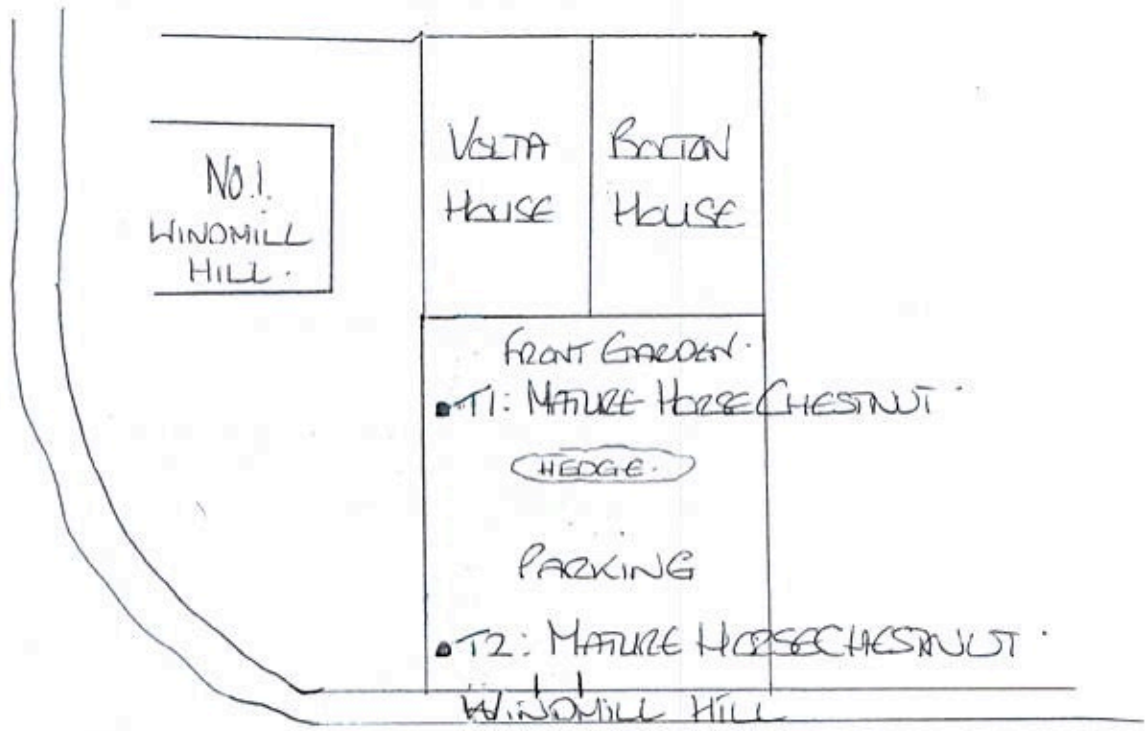 VOLTA
HOUSE
BOLTON
HOUSE
NO.1.
WINDMILL
HILL.
FRONT GARDEN.
T1: MATURE HORSE CHESTNUT.
HEDGE.
PARKING
T2: MATURE HORSECHESTNUT.
WINDMILL HILL